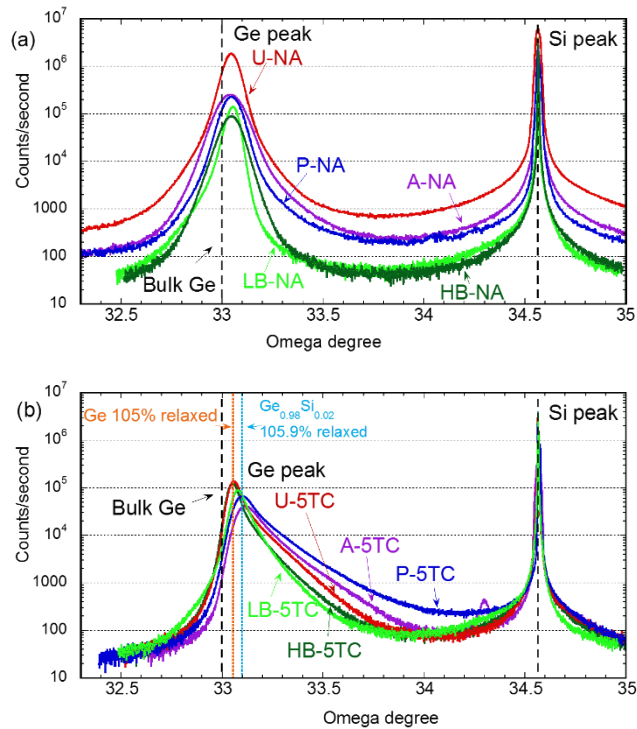 (a)
Ge peak
Si peak
U-NA
P-NA
A-NA
Bulk Ge
LB-NA
HB-NA
Counts/second
10^7
10^6
10^5
10^4
1000
100
10
32.5 33 33.5 34 34.5 35
Omega degree
(b)
Ge 105% relaxed
Ge0.98Si0.02
105.9% relaxed
Si peak
Ge peak
Bulk Ge
U-5TC
A-5TC
P-5TC
LB-5TC
HB-5TC
Counts/second
10^7
10^6
10^5
10^4
1000
100
10
32.5 33 33.5 34 34.5 35
Omega degree